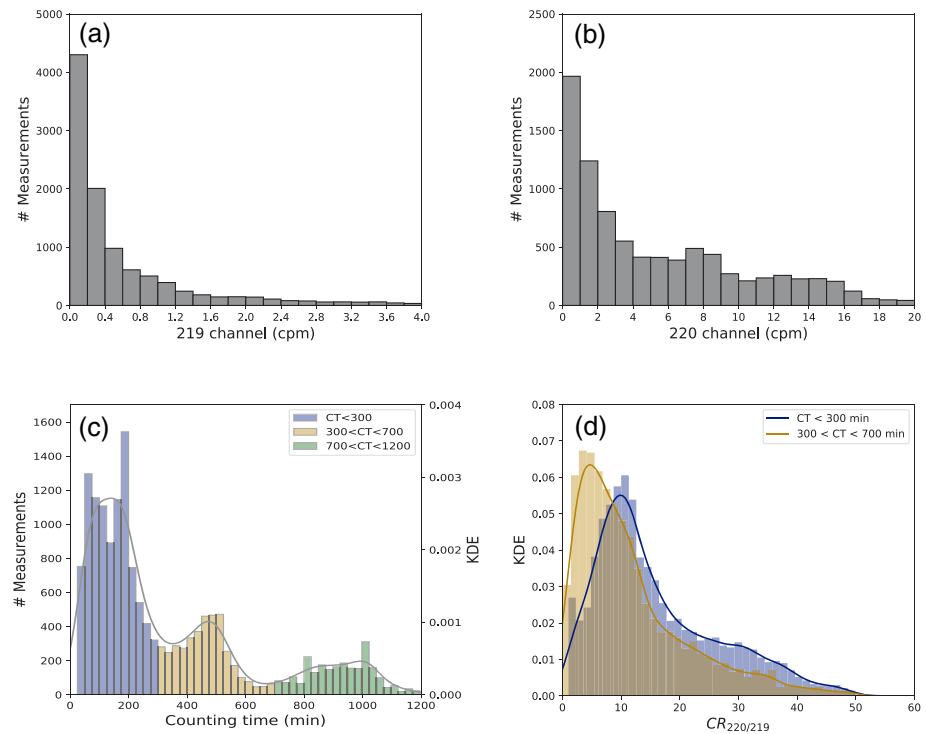 (a)
# Measurements
5000
4000
3000
2000
1000
0
0.0 0.4 0.8 1.2 1.6 2.0 2.4 2.8 3.2 3.6 4.0
219 channel (cpm)
(b)
# Measurements
2500
2000
1500
1000
500
0
0 2 4 6 8 10 12 14 16 18 20
220 channel (cpm)
(c)
CT<300
300<CT<700
700<CT<1200
# Measurements
1600
1400
1200
1000
800
600
400
200
0
0.004
0.003
0.002
0.001
0.000
KDE
0 200 400 600 800 1000 1200
Counting time (min)
(d)
CT < 300 min
300 < CT < 700 min
KDE
0.08
0.07
0.06
0.05
0.04
0.03
0.02
0.01
0.00
0 10 20 30 40 50 60
CR220/219